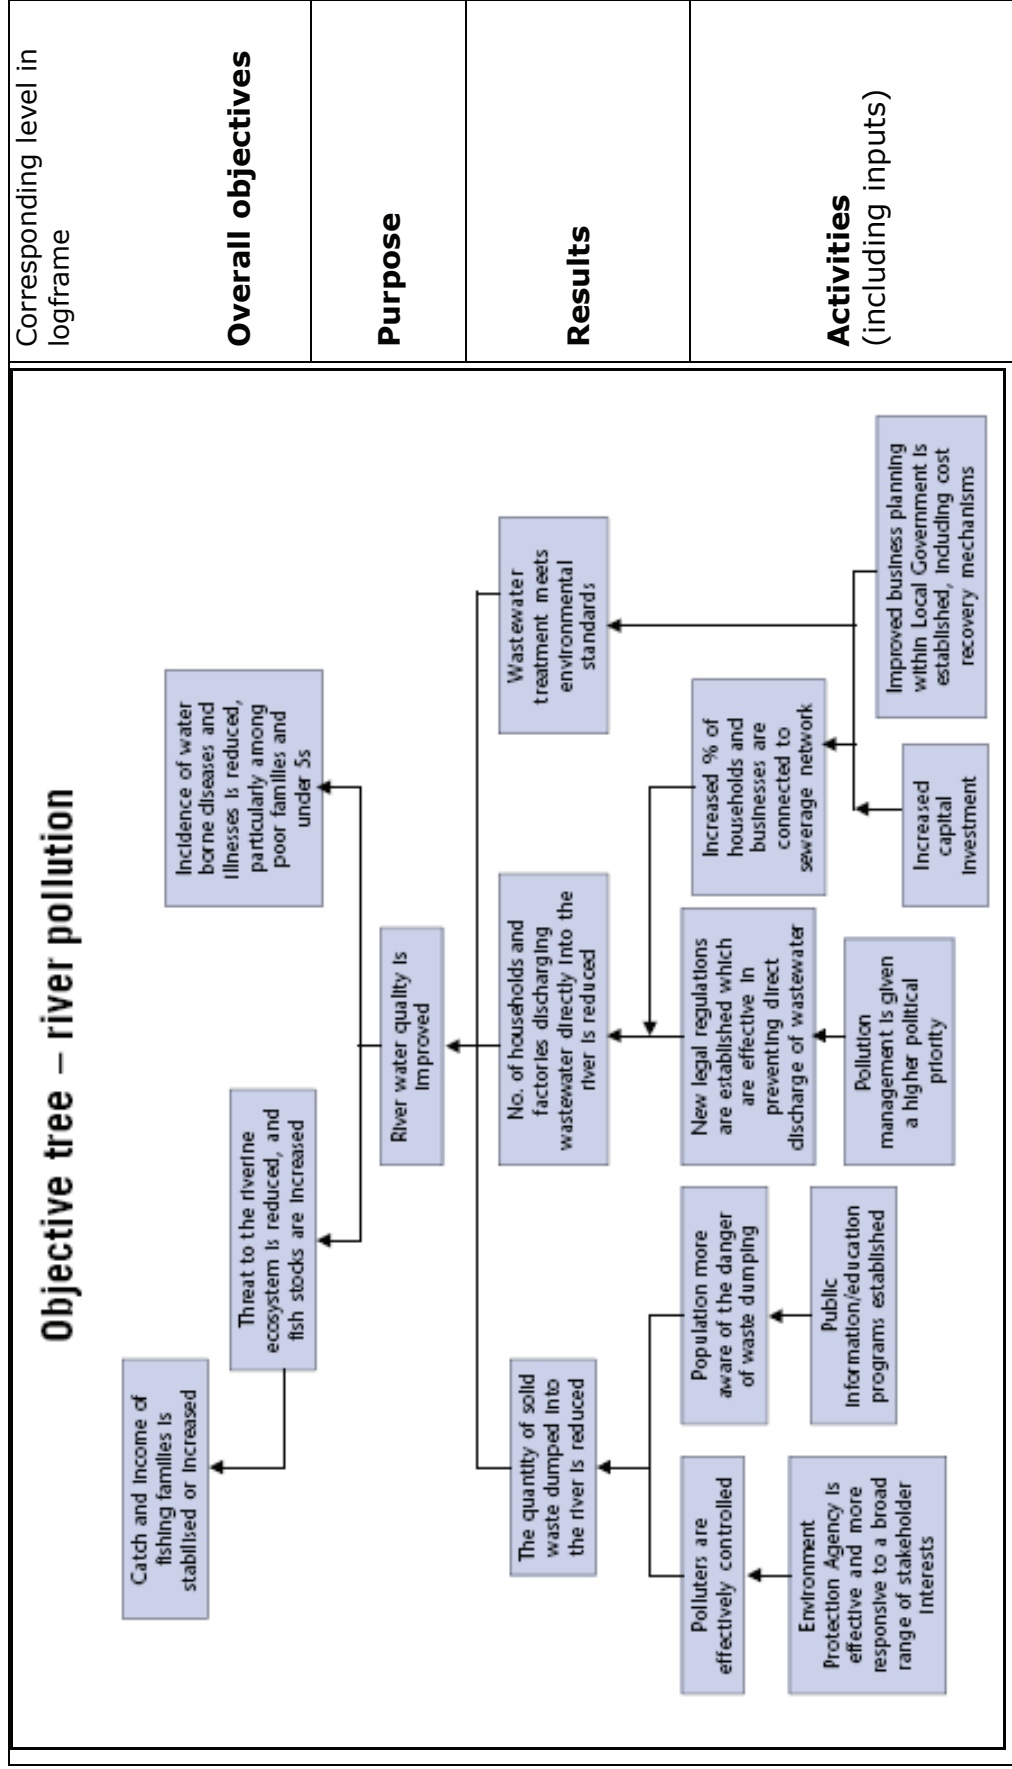 Objective tree – river pollution
Corresponding level in
logframe
Catch and income of
fishing families is
stabilised or increased
Threat to the riverine
ecosystem is reduced, and
fish stocks are increased
Incidence of water
borne diseases and
illnesses is reduced,
particularly among
poor families and
under 5s
Overall objectives
River water quality is
improved
Purpose
The quantity of solid
waste dumped into
the river is reduced
No. of households and
factories discharging
wastewater directly into the
river is reduced
Wastewater
treatment meets
environmental
standards
Results
Polluters are
effectively controlled
Population more
aware of the danger
of waste dumping
New legal regulations
are established which
are effective in
preventing direct
discharge of wastewater
Increased % of
households and
businesses are
connected to
sewerage network
Environment
Protection Agency is
effective and more
responsive to a broad
range of stakeholder
interests
Public
information/education
programs established
Pollution
management is given
a higher political
priority
Increased
capital
investment
Improved business planning
within Local Government is
established, including cost
recovery mechanisms
Activities
(including inputs)